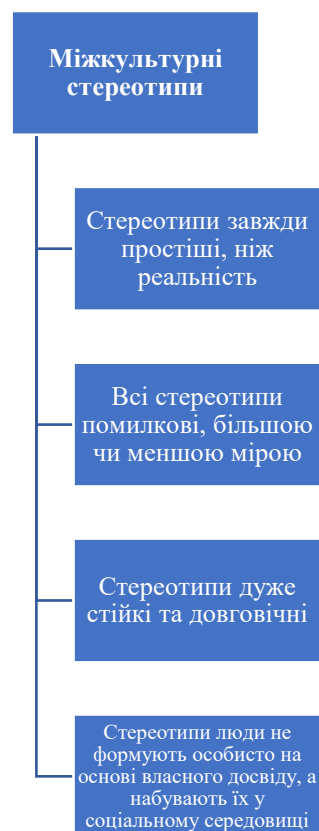 Міжкультурні
стереотипи
Стереотипи завжди
простіші, ніж
реальність
Всі стереотипи
помилкові, більшою
чи меншою мірою
Стереотипи дуже
стійкі та довговічні
Стереотипи люди не
формують особисто на
основі власного досвіду, а
набувають їх у
соціальному середовищі